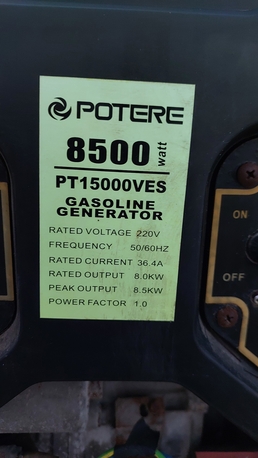 POTERE
8500 watt
PT15000VES
GASOLINE
GENERATOR
RATED VOLTAGE 220V
FREQUENCY 50/60HZ
RATED CURRENT 36.4A
RATED OUTPUT 8.0KW
PEAK OUTPUT 8.5KW
POWER FACTOR 1.0
ON
OFF